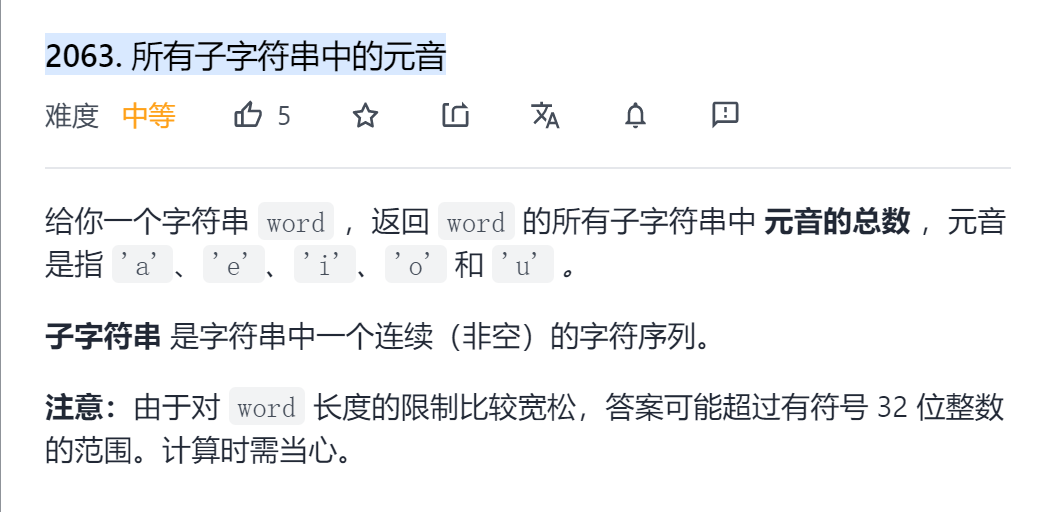 2063. 所有子字符串中的元音
难度 中等 5
给你一个字符串 word ，返回 word 的所有子字符串中 元音的总数 ，元音
是指 'a'、'e'、'i'、'o' 和 'u' 。
子字符串 是字符串中一个连续（非空）的字符序列。
注意：由于对 word 长度的限制比较宽松，答案可能超过有符号 32 位整数
的范围。计算时需当心。